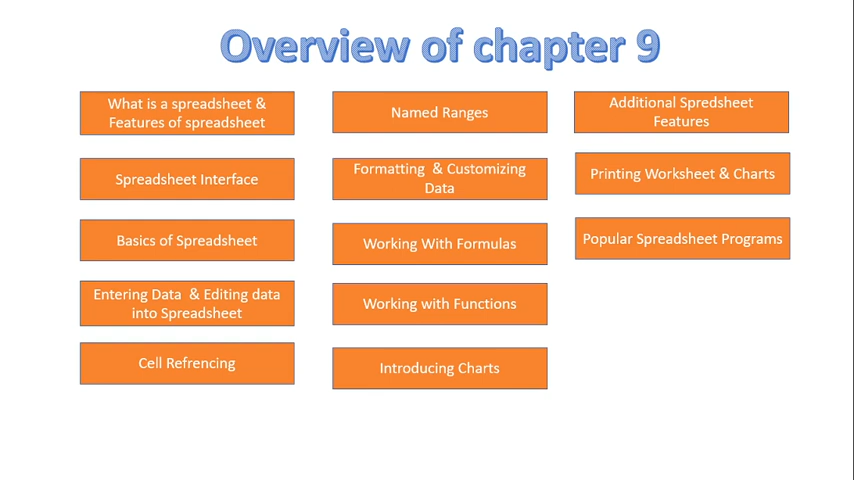 Overview of chapter 9
What is a spreadsheet &
Features of spreadsheet
Spreadsheet Interface
Basics of Spreadsheet
Entering Data & Editing data
into Spreadsheet
Cell Refrencing
Named Ranges
Formatting & Customizing
Data
Working With Formulas
Working with Functions
Introducing Charts
Additional Spredsheet
Features
Printing Worksheet & Charts
Popular Spreadsheet Programs